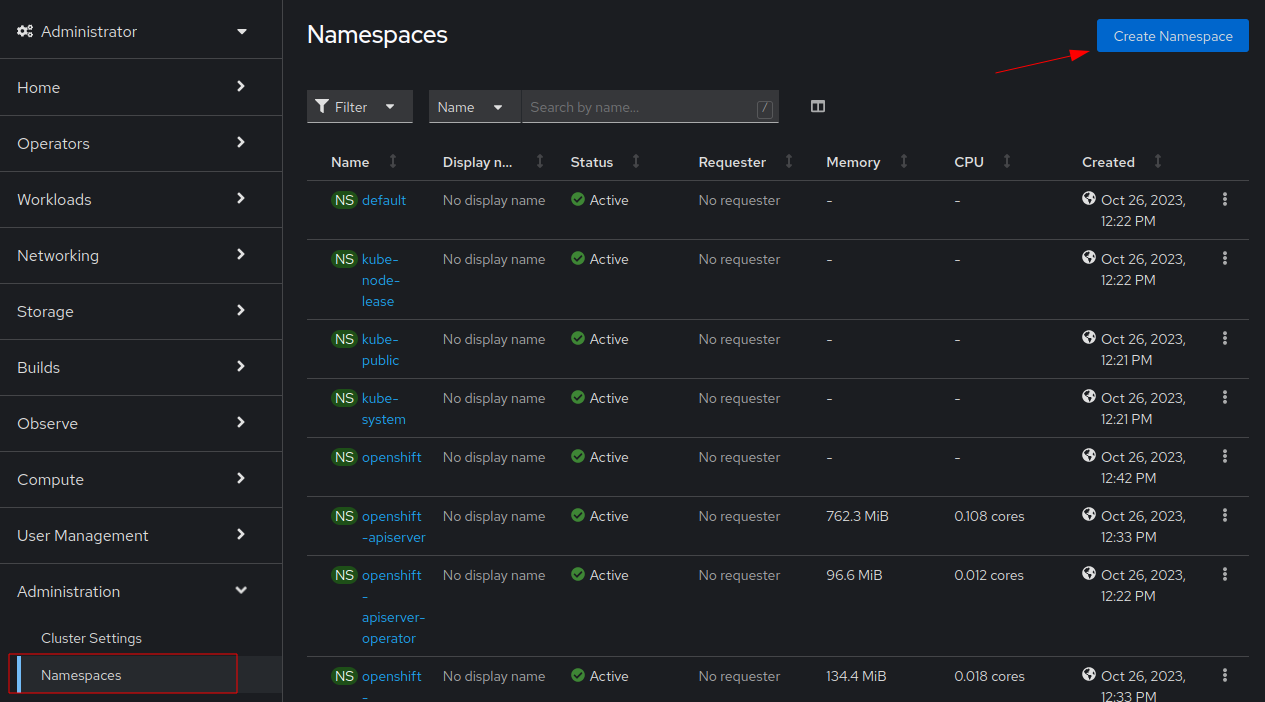 Administrator
Home
Operators
Workloads
Networking
Storage
Builds
Observe
Compute
User Management
Administration
Cluster Settings
Namespaces
Namespaces
Create Namespace
Filter
Name
Search by name...
/
Name Display n... Status Requester Memory CPU Created
NS default No display name Active No requester - - Oct 26, 2023,
12:22 PM
NS kube- No display name Active No requester - - Oct 26, 2023,
node- 12:22 PM
lease
NS kube- No display name Active No requester - - Oct 26, 2023,
public 12:21 PM
NS kube- No display name Active No requester - - Oct 26, 2023,
system 12:21 PM
NS openshift No display name Active No requester - - Oct 26, 2023,
12:42 PM
NS openshift No display name Active No requester 762.3 MiB 0.108 cores Oct 26, 2023,
-apiserver 12:33 PM
NS openshift No display name Active No requester 96.6 MiB 0.012 cores Oct 26, 2023,
- 12:22 PM
apiserver-
operator
NS openshift No display name Active No requester 134.4 MiB 0.018 cores Oct 26, 2023,
- 12:33 PM